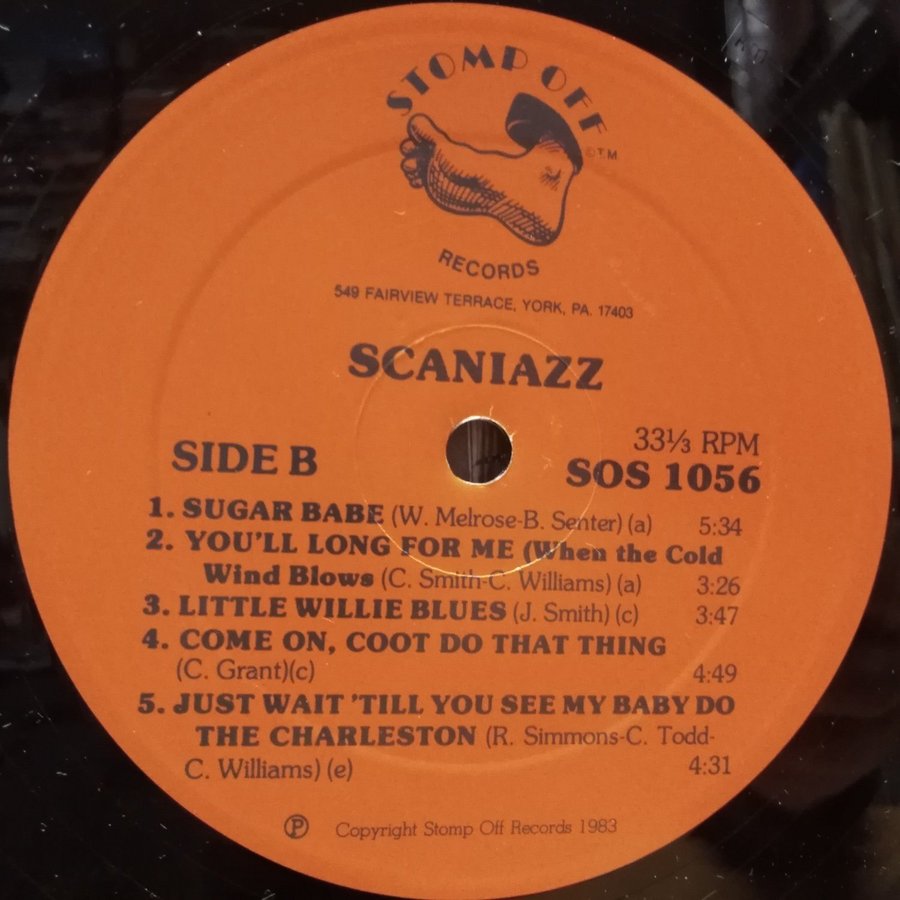 STOMP OFF
©TM
RECORDS
549 FAIRVIEW TERRACE, YORK, PA. 17403
SCANIAZZ
SIDE B
33⅓ RPM
SOS 1056
1. SUGAR BABE (W. Melrose-B. Senter) (a) 5:34
2. YOU'LL LONG FOR ME (When the Cold
Wind Blows (C. Smith-C. Williams) (a) 3:26
3. LITTLE WILLIE BLUES (J. Smith) (c) 3:47
4. COME ON, COOT DO THAT THING
(C. Grant)(c) 4:49
5. JUST WAIT 'TILL YOU SEE MY BABY DO
THE CHARLESTON (R. Simmons-C. Todd-
C. Williams) (e) 4:31
Ⓟ Copyright Stomp Off Records 1983